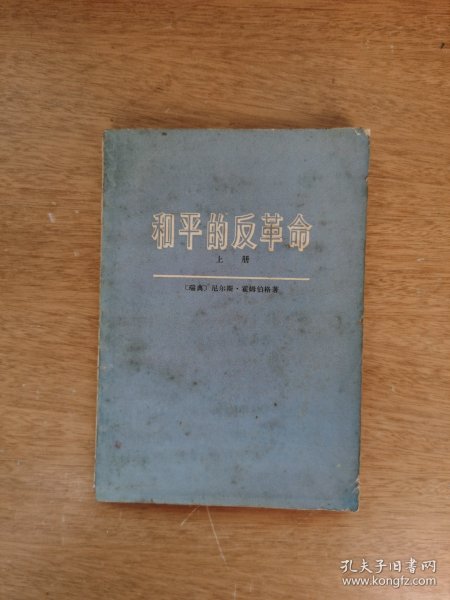 和平的反革命
上 册
〔瑞典〕尼尔斯·霍姆伯格著
孔夫子旧书网
www.kongfz.com